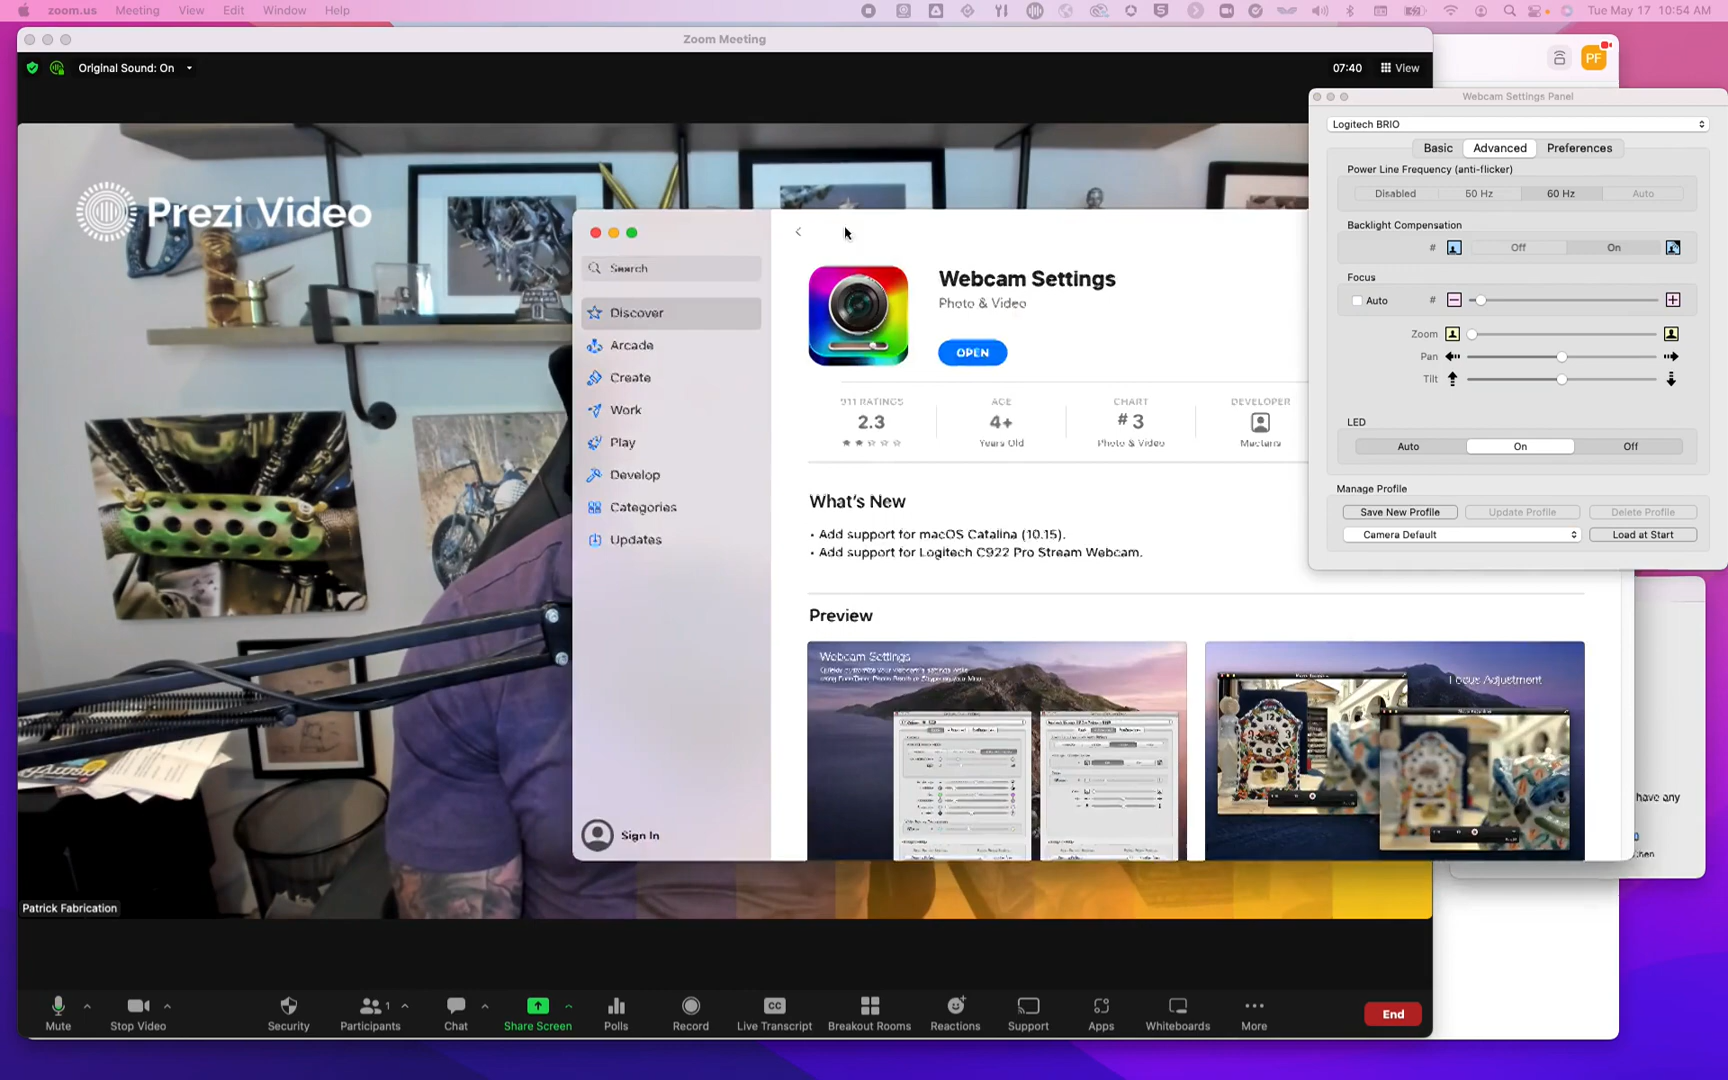 zoom.us Meeting View Edit Window Help
Tue May 17 10:54 AM
Zoom Meeting
Original Sound: On
07:40
View
PF
Prezi Video
Patrick Fabrication
Search
Discover
Arcade
Create
Work
Play
Develop
Categories
Updates
Sign In
Webcam Settings
Photo & Video
OPEN
911 RATINGS
2.3
AGE
4+
Years Old
CHART
#3
Photo & Video
DEVELOPER
Mactaris
What's New
• Add support for macOS Catalina (10.15).
• Add support for Logitech C922 Pro Stream Webcam.
Preview
Webcam Settings
Focus Adjustment
Webcam Settings Panel
Logitech BRIO
Basic Advanced Preferences
Power Line Frequency (anti-flicker)
Disabled 50 Hz 60 Hz Auto
Backlight Compensation
# Off On
Focus
Auto #
Zoom
Pan
Tilt
LED
Auto On Off
Manage Profile
Save New Profile Update Profile Delete Profile
Camera Default Load at Start
have any
Mute
Stop Video
Security
Participants 1
Chat
Share Screen
Polls
Record
CC
Live Transcript
Breakout Rooms
Reactions
Support
Apps
Whiteboards
More
End